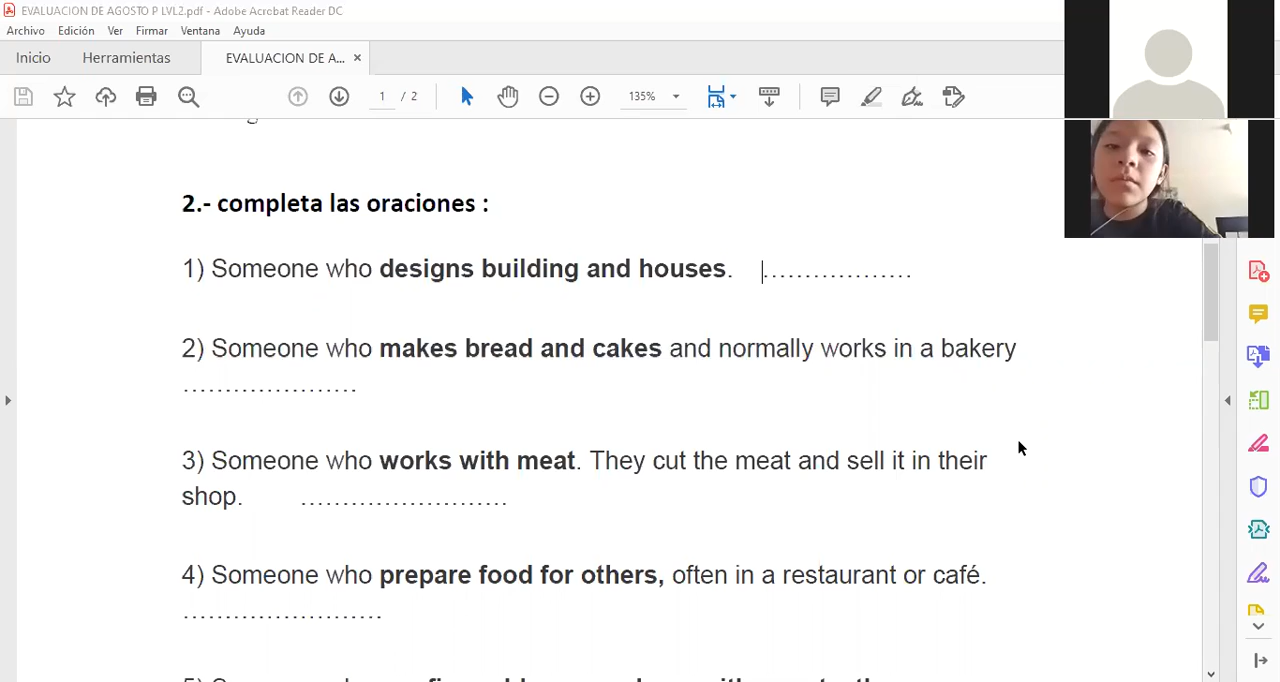 EVALUACION DE AGOSTO P LVL2.pdf - Adobe Acrobat Reader DC
Archivo Edición Ver Firmar Ventana Ayuda
Inicio Herramientas EVALUACION DE A... ×
1 / 2 135%
2.- completa las oraciones :
1) Someone who designs building and houses. ..................
2) Someone who makes bread and cakes and normally works in a bakery
.....................
3) Someone who works with meat. They cut the meat and sell it in their
shop. .........................
4) Someone who prepare food for others, often in a restaurant or café.
........................